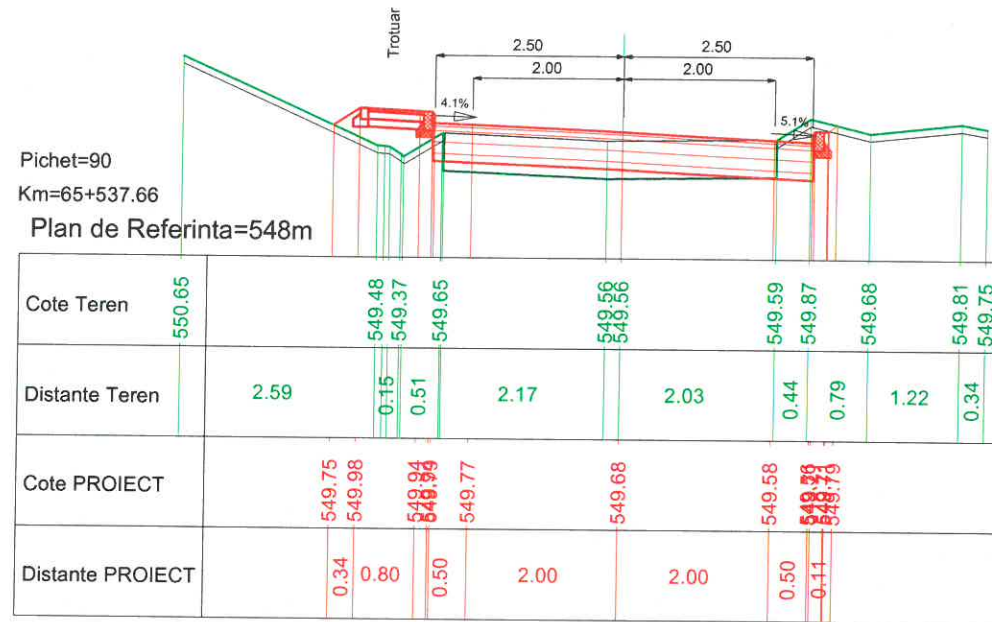 Trotuar
2.50 2.50
2.00 2.00
4.1%
5.1%
Pichet=90
Km=65+537.66
Plan de Referinta=548m
Cote Teren 550.65 549.48 549.37 549.65 549.56 549.56 549.59 549.87 549.68 549.81 549.75
Distante Teren 2.59 0.15 0.51 2.17 2.03 0.44 0.79 1.22 0.34
Cote PROIECT 549.75 549.98 549.94 549.77 549.68 549.58 549.79
Distante PROIECT 0.34 0.80 0.50 2.00 2.00 0.50 0.11